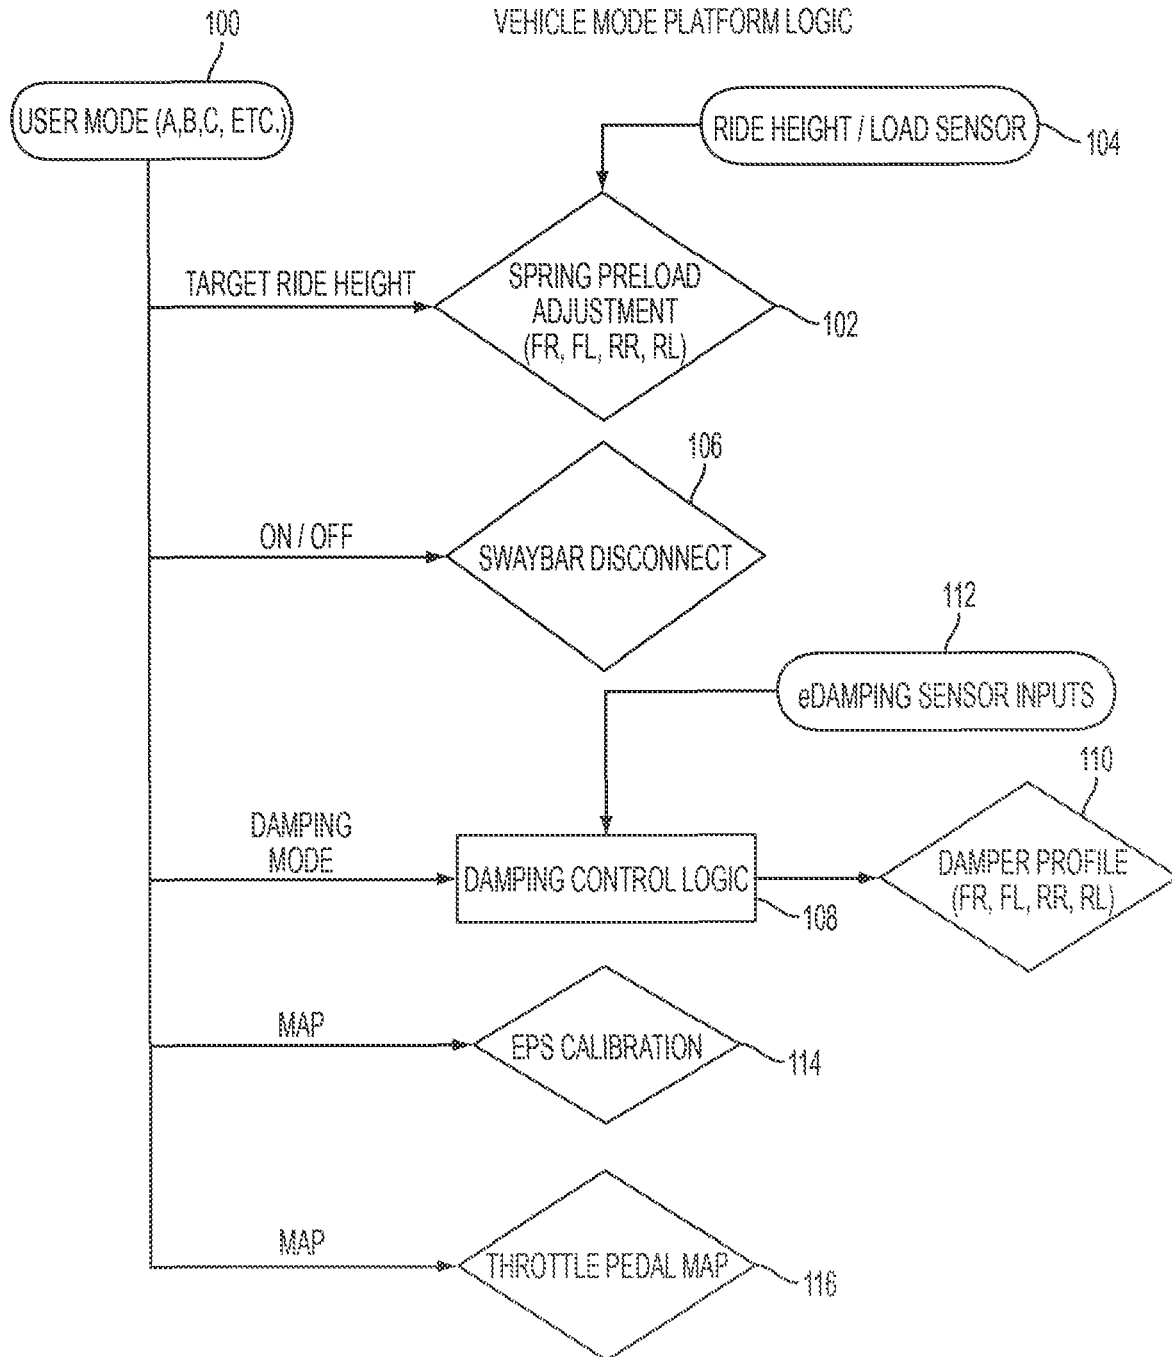 VEHICLE MODE PLATFORM LOGIC
100
USER MODE (A,B,C, ETC.)
RIDE HEIGHT / LOAD SENSOR
104
TARGET RIDE HEIGHT
SPRING PRELOAD
ADJUSTMENT
(FR, FL, RR, RL)
102
106
ON / OFF
SWAYBAR DISCONNECT
112
eDAMPING SENSOR INPUTS
110
DAMPING
MODE
DAMPING CONTROL LOGIC
108
DAMPER PROFILE
(FR, FL, RR, RL)
MAP
EPS CALIBRATION
114
MAP
THROTTLE PEDAL MAP
116